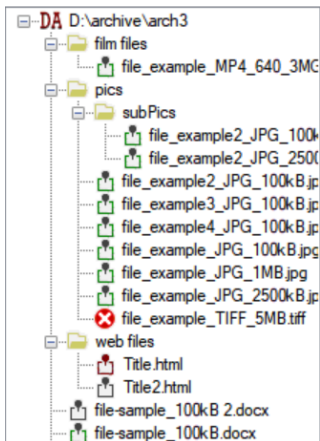 DA D:\archive\arch3
film files
file_example_MP4_640_3MG
pics
subPics
file_example2_JPG_100k
file_example2_JPG_2500
file_example2_JPG_100kB.jp
file_example3_JPG_100kB.jp
file_example4_JPG_100kB.jp
file_example_JPG_100kB.jpg
file_example_JPG_1MB.jpg
file_example_JPG_2500kB.jp
file_example_TIFF_5MB.tiff
web files
Title.html
Title2.html
file-sample_100kB 2.docx
file-sample_100kB.docx